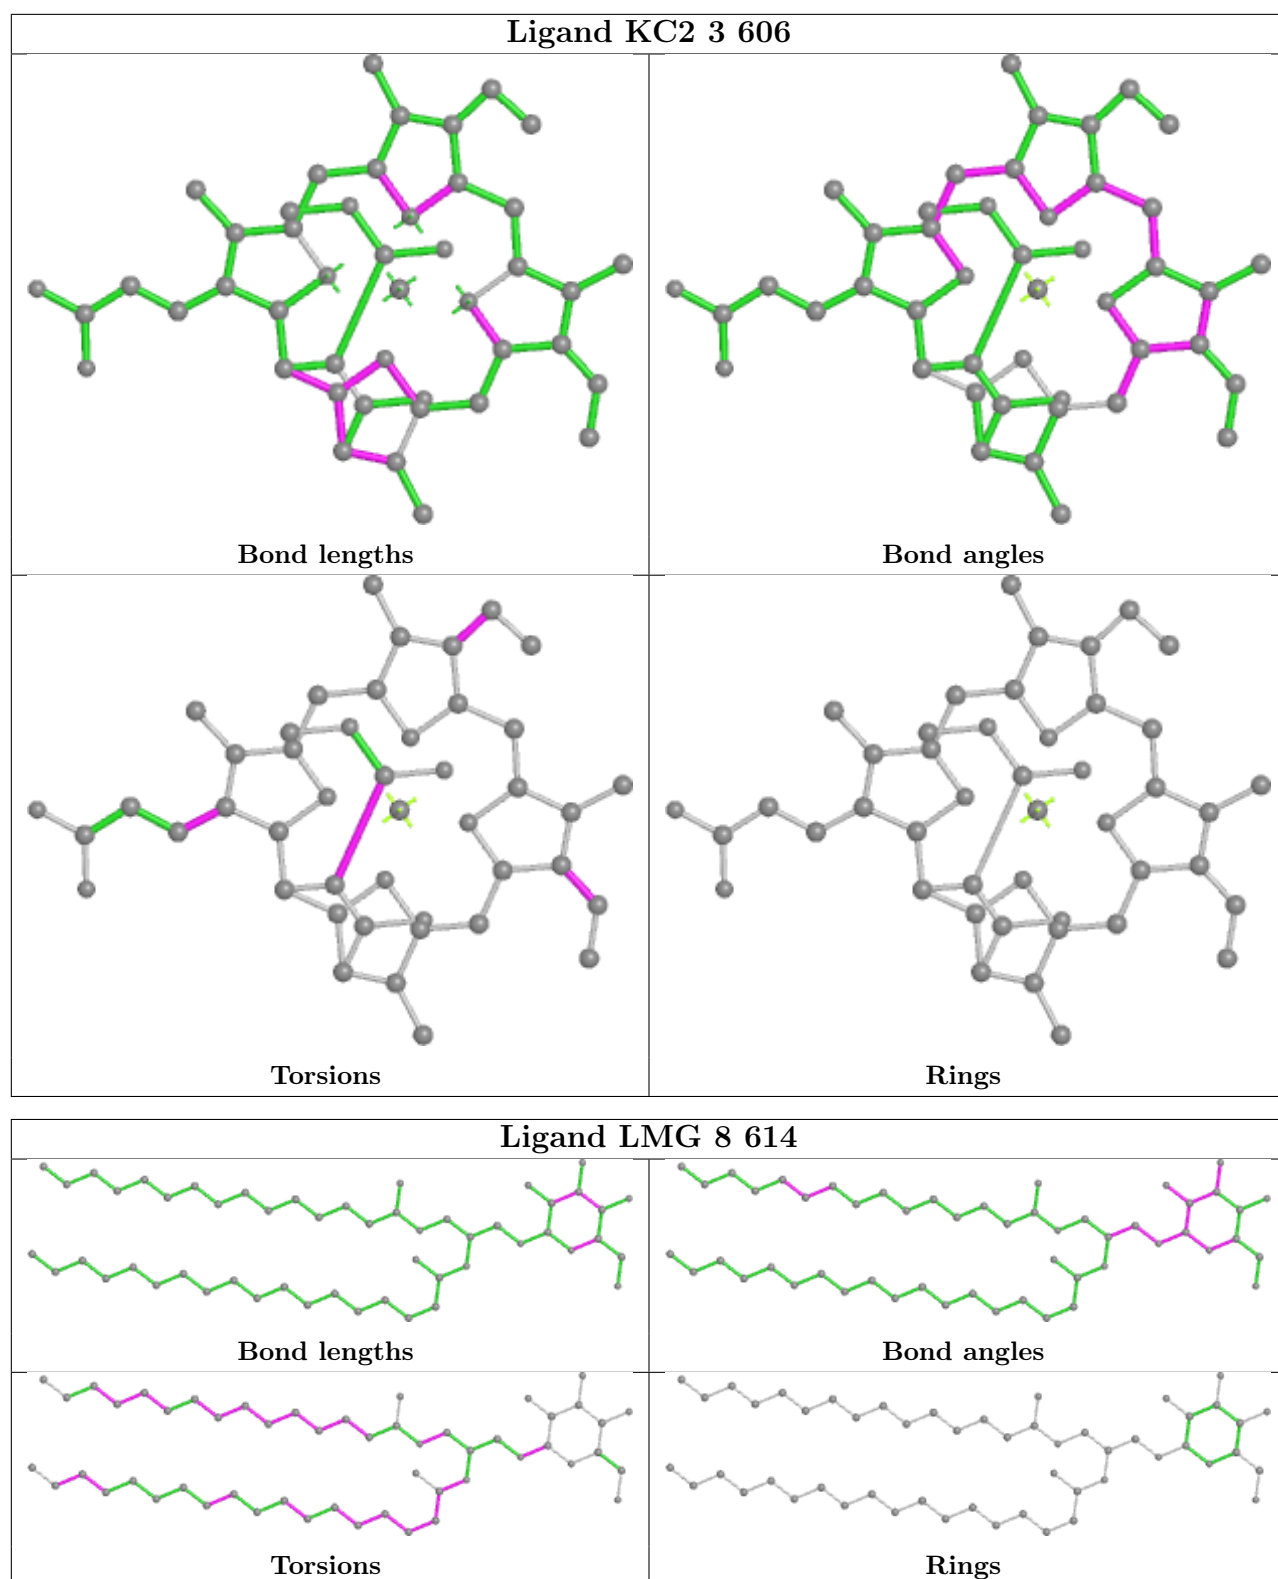 Ligand KC2 3 606
Bond lengths
Bond angles
Torsions
Rings
Ligand LMG 8 614
Bond lengths
Bond angles
Torsions
Rings